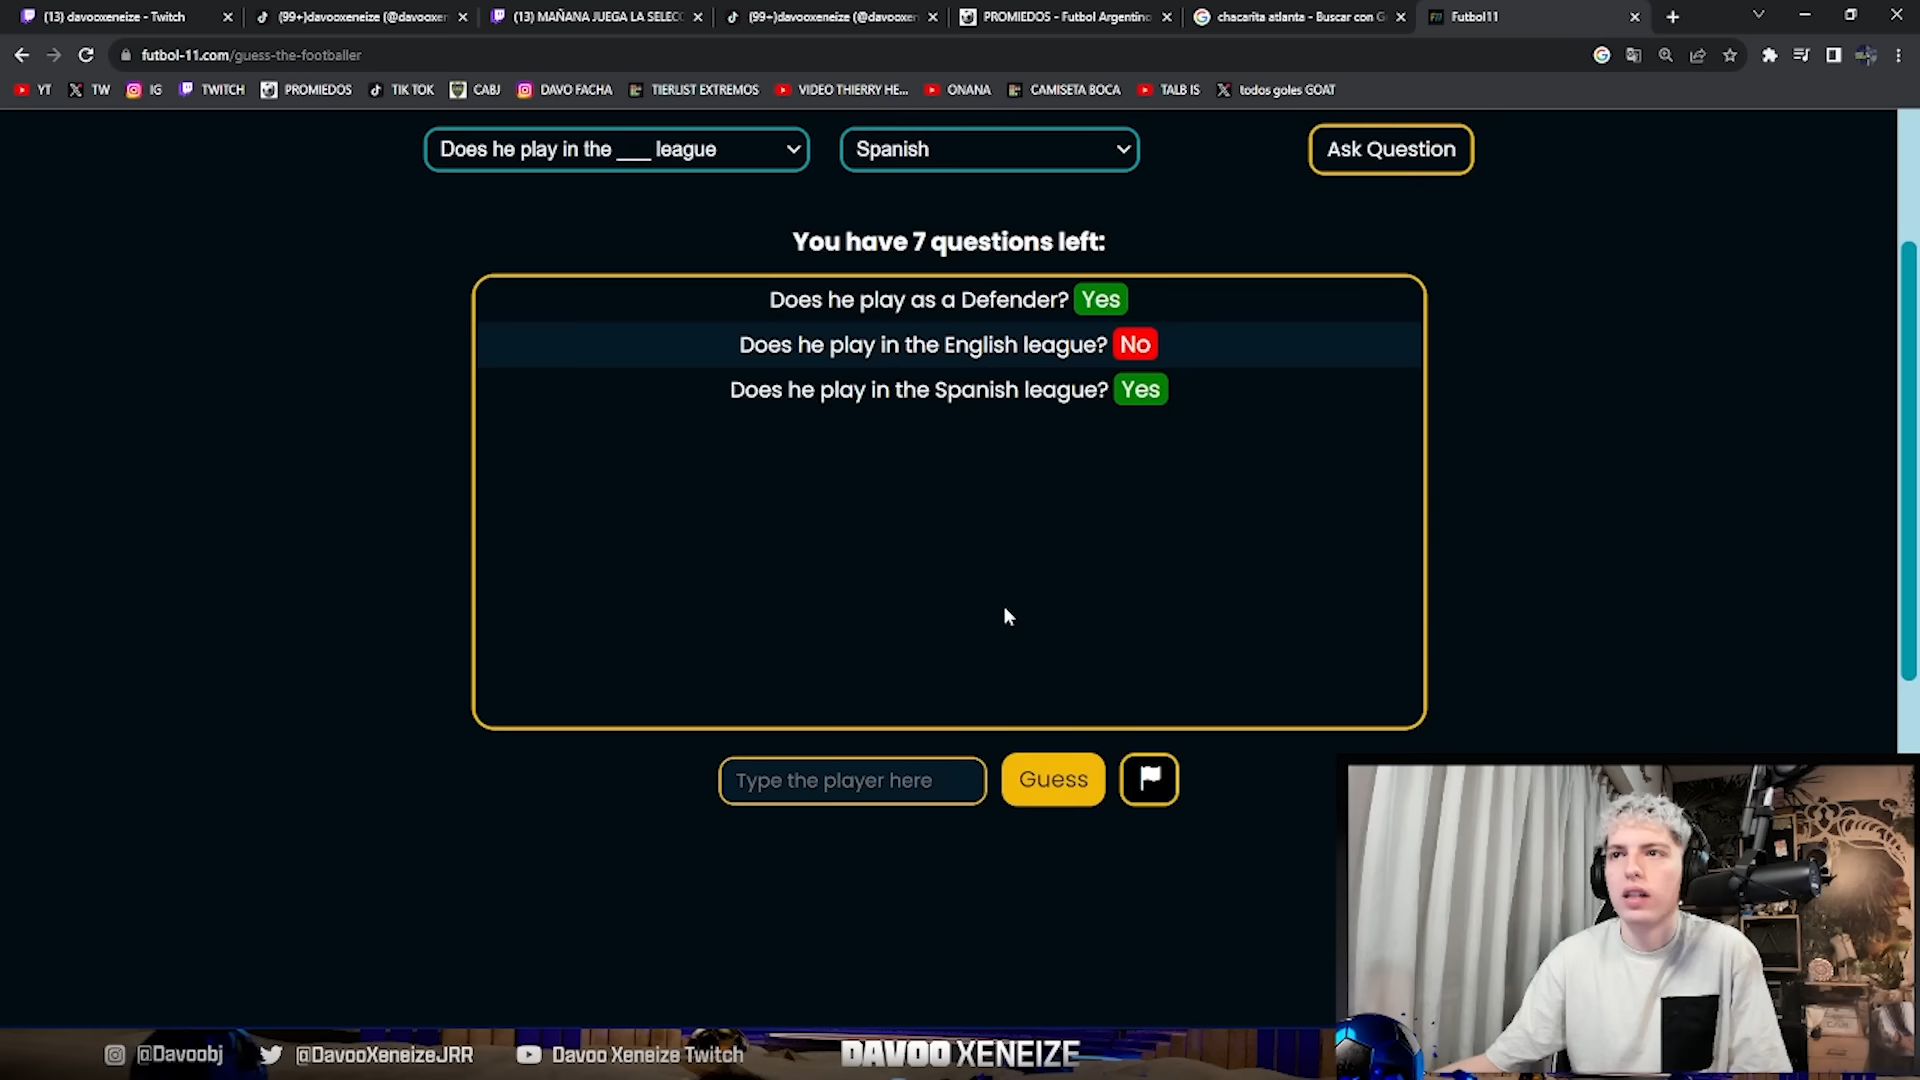 (13) davooxeneize - Twitch
(99+)davooxeneize (@davooxene
(13) MAÑANA JUEGA LA SELEC
(99+)davooxeneize (@davooxene
PROMIEDOS - Futbol Argentino
chacarita atlanta - Buscar con G
Futbol11
futbol-11.com/guess-the-footballer
YT
TW
IG
TWITCH
PROMIEDOS
TIK TOK
CABJ
DAVO FACHA
TIERLIST EXTREMOS
VIDEO THIERRY HE...
ONANA
CAMISETA BOCA
TALB IS
todos goles GOAT
Does he play in the ___ league
Spanish
Ask Question
You have 7 questions left:
Does he play as a Defender? Yes
Does he play in the English league? No
Does he play in the Spanish league? Yes
Type the player here
Guess
@Davoobj
@DavooXeneizeJRR
Davoo Xeneize Twitch
DAVOO XENEIZE